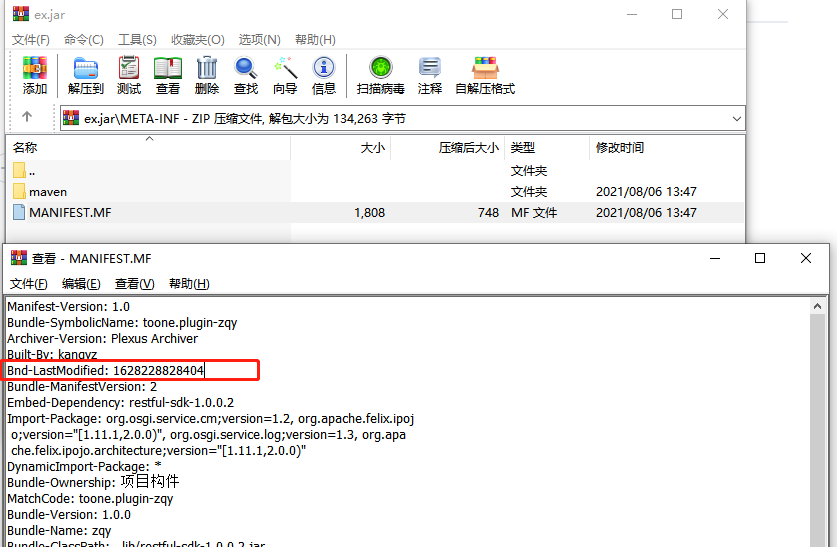 ex.jar
文件(F) 命令(C) 工具(S) 收藏夹(O) 选项(N) 帮助(H)
添加 解压到 测试 查看 删除 查找 向导 信息 扫描病毒 注释 自解压格式
ex.jar\META-INF - ZIP 压缩文件, 解包大小为 134,263 字节
名称 大小 压缩后大小 类型 修改时间
.. 文件夹
maven 文件夹 2021/08/06 13:47
MANIFEST.MF 1,808 748 MF 文件 2021/08/06 13:47
查看 - MANIFEST.MF
文件(F) 编辑(E) 查看(V) 帮助(H)
Manifest-Version: 1.0
Bundle-SymbolicName: toone.plugin-zqy
Archiver-Version: Plexus Archiver
Built-By: kangyz
Bnd-LastModified: 1628228828404
Bundle-ManifestVersion: 2
Embed-Dependency: restful-sdk-1.0.0.2
Import-Package: org.osgi.service.cm;version=1.2, org.apache.felix.ipoj
o;version="[1.11.1,2.0.0)", org.osgi.service.log;version=1.3, org.apa
che.felix.ipojo.architecture;version="[1.11.1,2.0.0)"
DynamicImport-Package: *
Bundle-Ownership: 项目构件
MatchCode: toone.plugin-zqy
Bundle-Version: 1.0.0
Bundle-Name: zqy
Bundle-ClassPath: .,lib/restful-sdk-1.0.0.2.jar